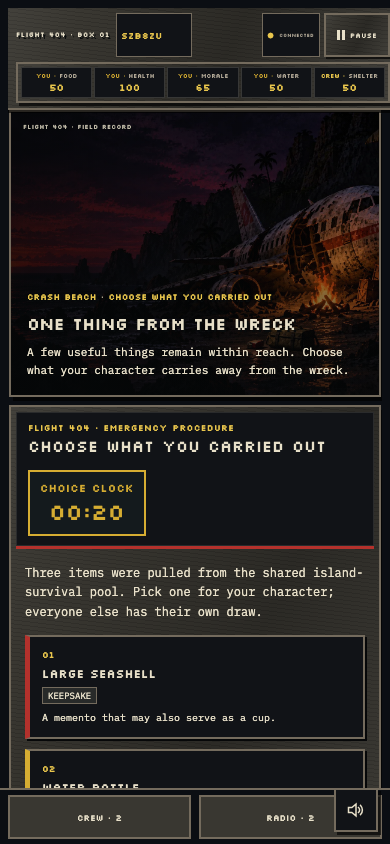 FLIGHT 404 · BOX 01
SZB8ZU
CONNECTED
PAUSE
YOU · FOOD
50
YOU · HEALTH
100
YOU · MORALE
65
YOU · WATER
50
CREW · SHELTER
50
FLIGHT 404 · FIELD RECORD
CRASH BEACH · CHOOSE WHAT YOU CARRIED OUT
ONE THING FROM THE WRECK
A few useful things remain within reach. Choose
what your character carries away from the wreck.
FLIGHT 404 · EMERGENCY PROCEDURE
CHOOSE WHAT YOU CARRIED OUT
CHOICE CLOCK
00:20
Three items were pulled from the shared island-
survival pool. Pick one for your character;
everyone else has their own draw.
01
LARGE SEASHELL
KEEPSAKE
A memento that may also serve as a cup.
02
WATER BOTTLE
CREW · 2
RADIO · 2